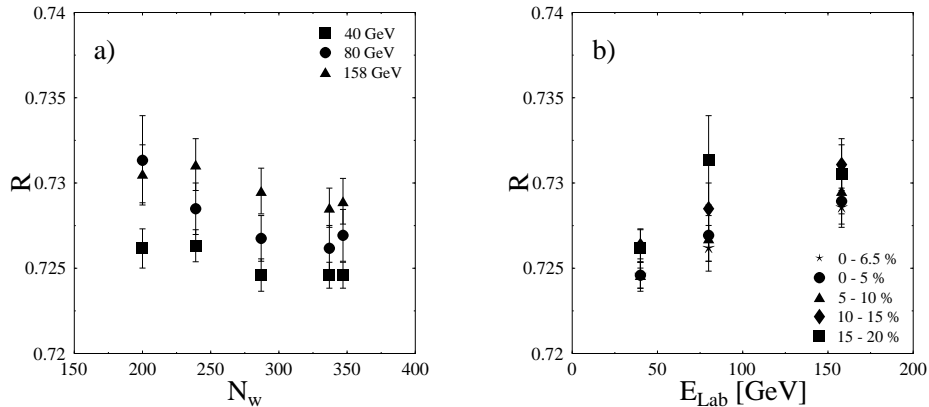 a)
40 GeV
80 GeV
158 GeV
0.74
0.735
0.73
0.725
0.72
R
150
200
250
300
350
400
N_w
b)
0 - 6.5 %
0 - 5 %
5 - 10 %
10 - 15 %
15 - 20 %
0.74
0.735
0.73
0.725
0.72
R
0
50
100
150
200
E_Lab [GeV]